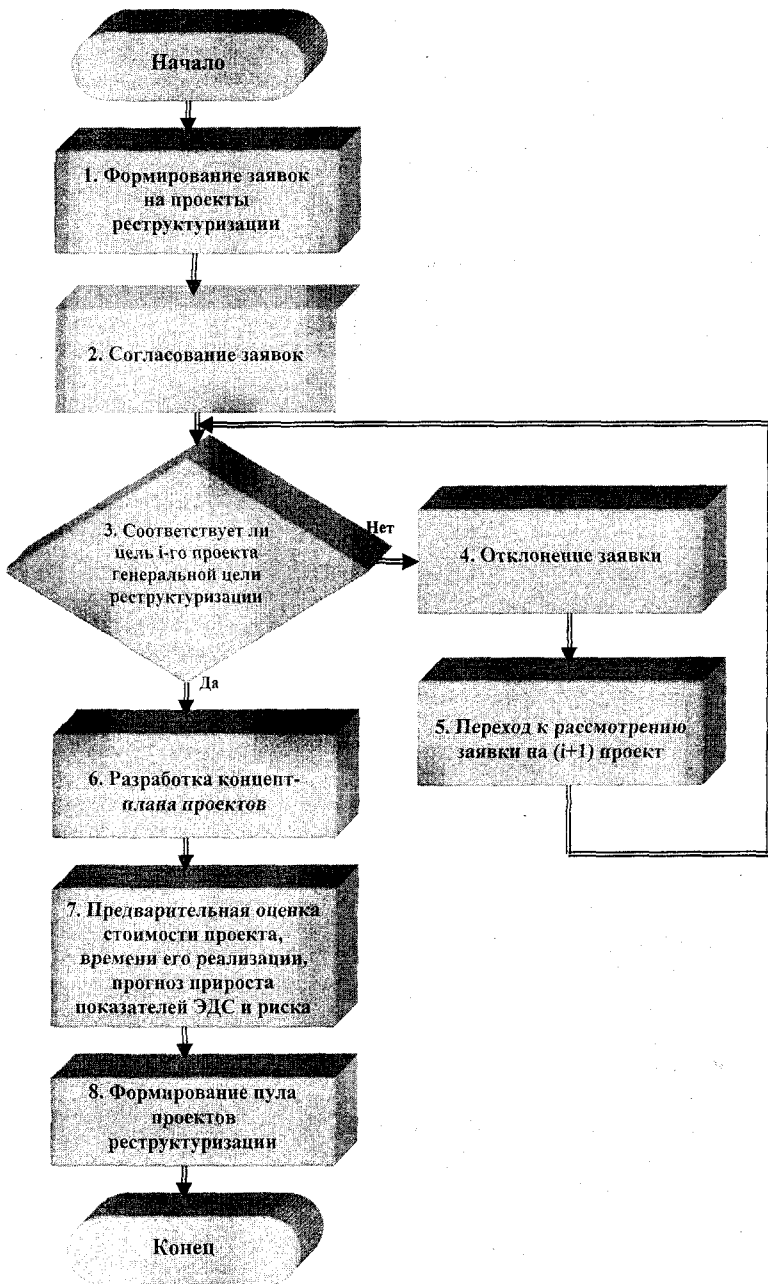 Начало
1. Формирование заявок
на проекты
реструктуризации
2. Согласование заявок
3. Соответствует ли
цель i-го проекта
генеральной цели
реструктуризации
Нет
4. Отклонение заявки
5. Переход к рассмотрению
заявки на (i+1) проект
Да
6. Разработка концепт-
плана проектов
7. Предварительная оценка
стоимости проекта,
времени его реализации,
прогноз прироста
показателей ЭДС и риска
8. Формирование пула
проектов
реструктуризации
Конец